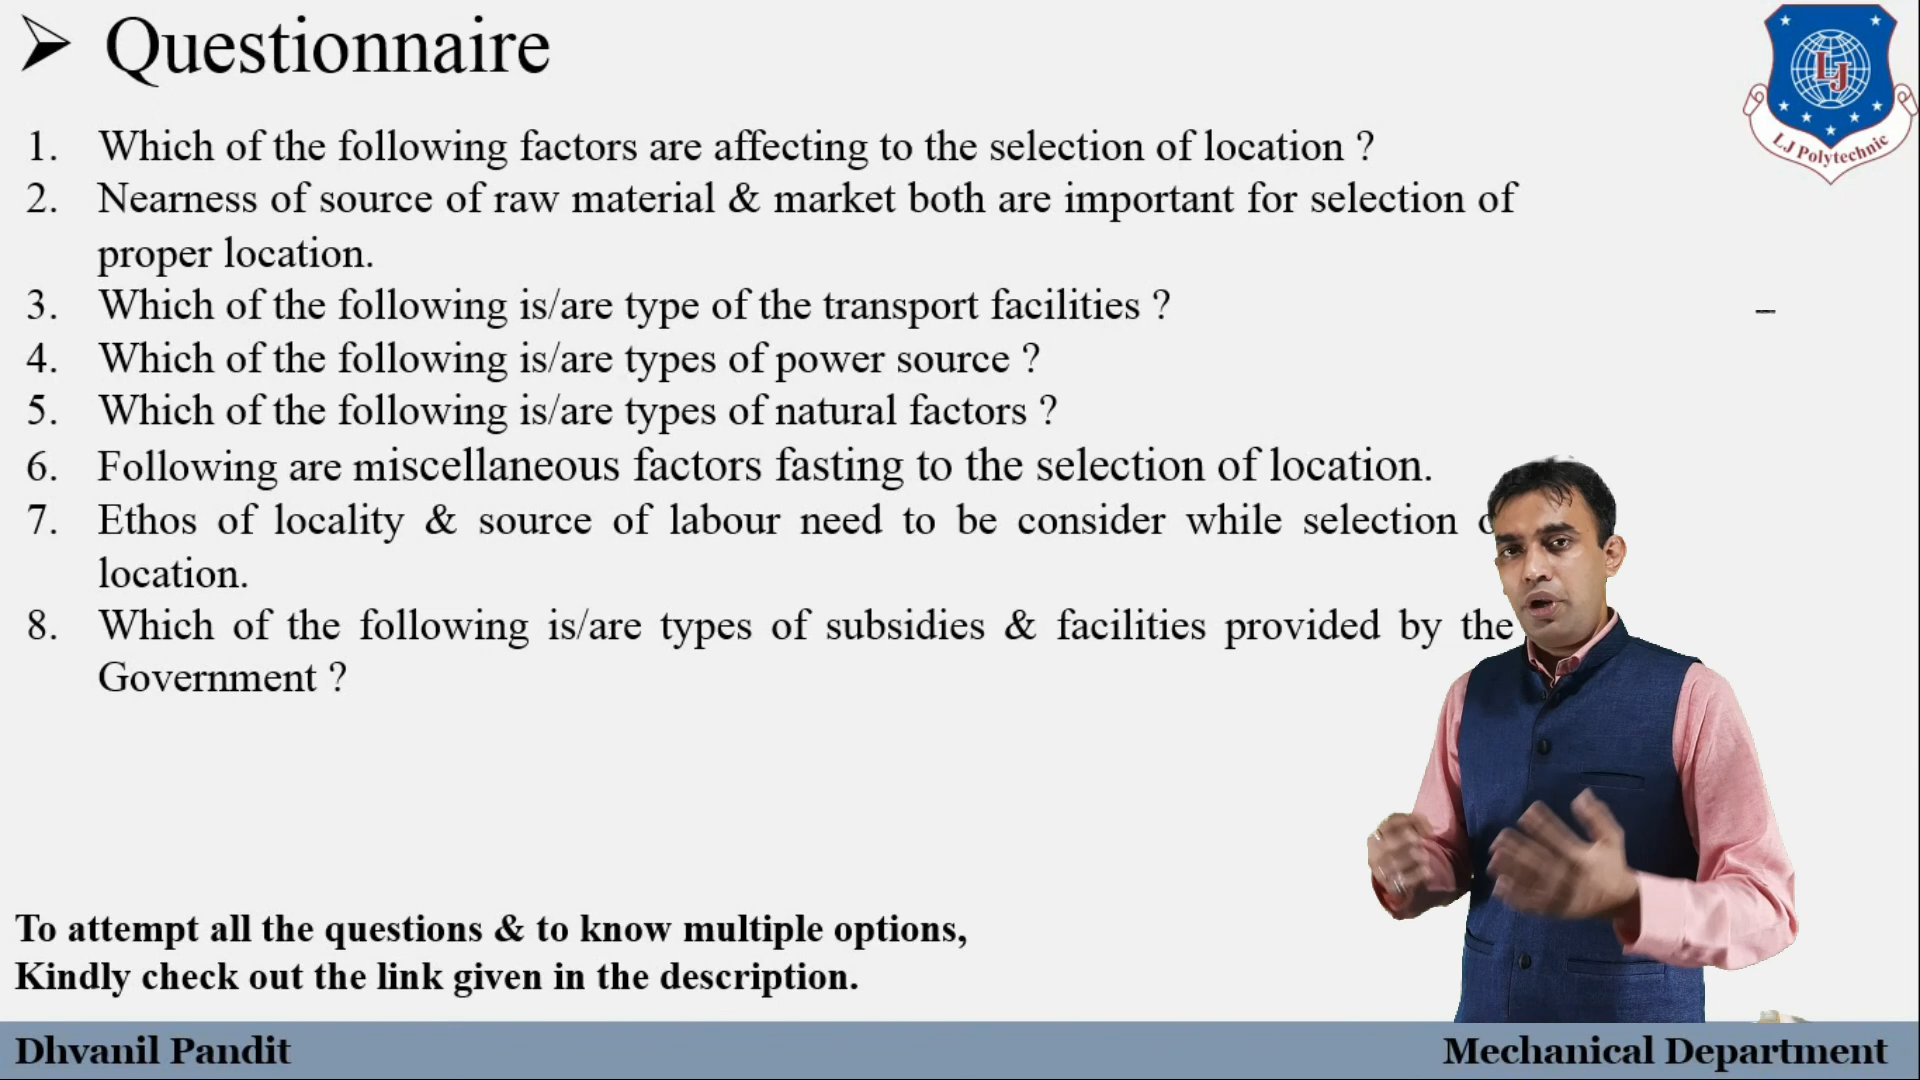 Questionnaire
1. Which of the following factors are affecting to the selection of location ?
2. Nearness of source of raw material & market both are important for selection of
proper location.
3. Which of the following is/are type of the transport facilities ?
4. Which of the following is/are types of power source ?
5. Which of the following is/are types of natural factors ?
6. Following are miscellaneous factors fasting to the selection of location.
7. Ethos of locality & source of labour need to be consider while selection
location.
8. Which of the following is/are types of subsidies & facilities provided by the
Government ?
To attempt all the questions & to know multiple options,
Kindly check out the link given in the description.
Dhvanil Pandit
Mechanical Department
LJ
LJ Polytechnic